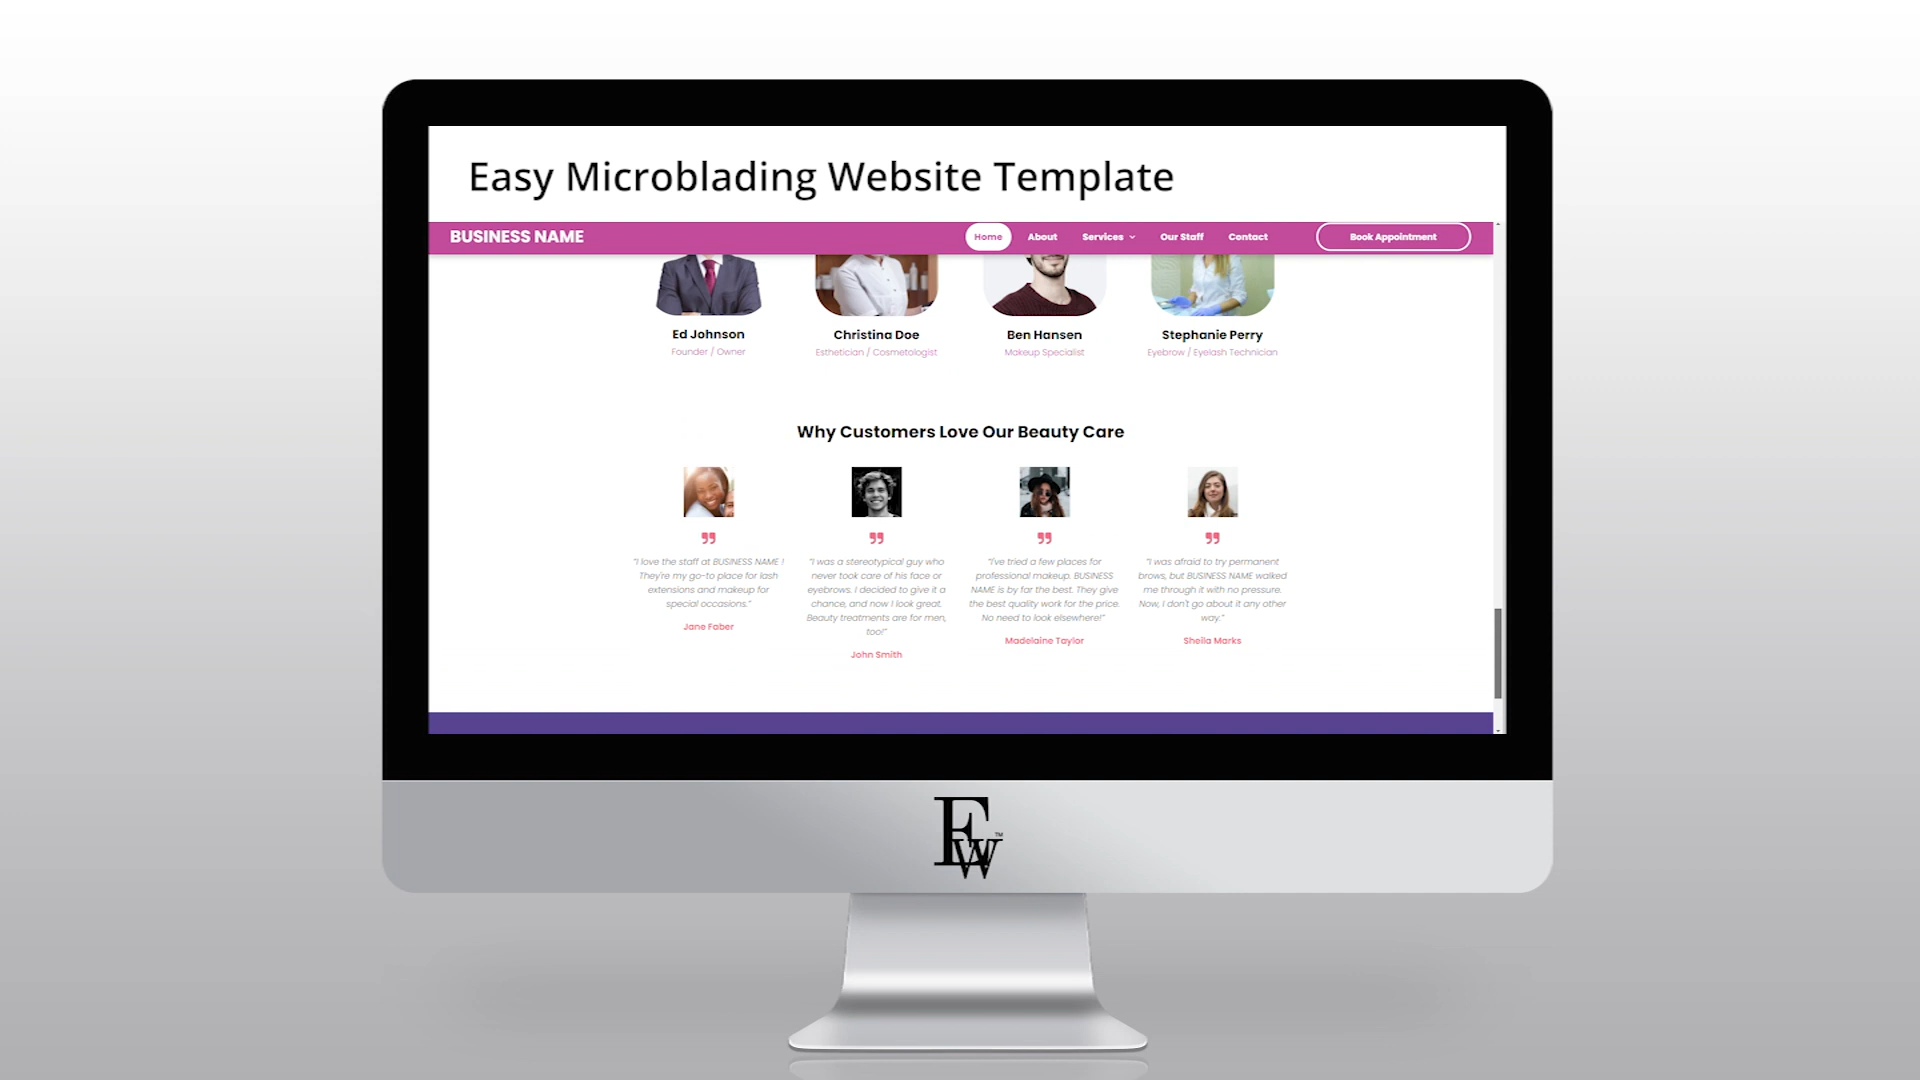 Easy Microblading Website Template
BUSINESS NAME
Home
About
Services
Our Staff
Contact
Book Appointment
Ed Johnson
Founder / Owner
Christina Doe
Esthetician / Cosmetologist
Ben Hansen
Makeup Specialist
Stephanie Perry
Eyebrow / Eyelash Technician
Why Customers Love Our Beauty Care
"I love the staff at BUSINESS NAME !
They're my go-to place for lash
extensions and makeup for
special occasions."
Jane Faber
"I was a stereotypical guy who
never took care of his face or
eyebrows. I decided to give it a
chance, and now I look great.
Beauty treatments are for men,
too!"
John Smith
"I've tried a few places for
professional makeup. BUSINESS
NAME is by far the best. They give
the best quality work for the price.
No need to look elsewhere!"
Madelaine Taylor
"I was afraid to try permanent
brows, but BUSINESS NAME walked
me through it with no pressure.
Now, I don't go about it any other
way."
Sheila Marks
EW™